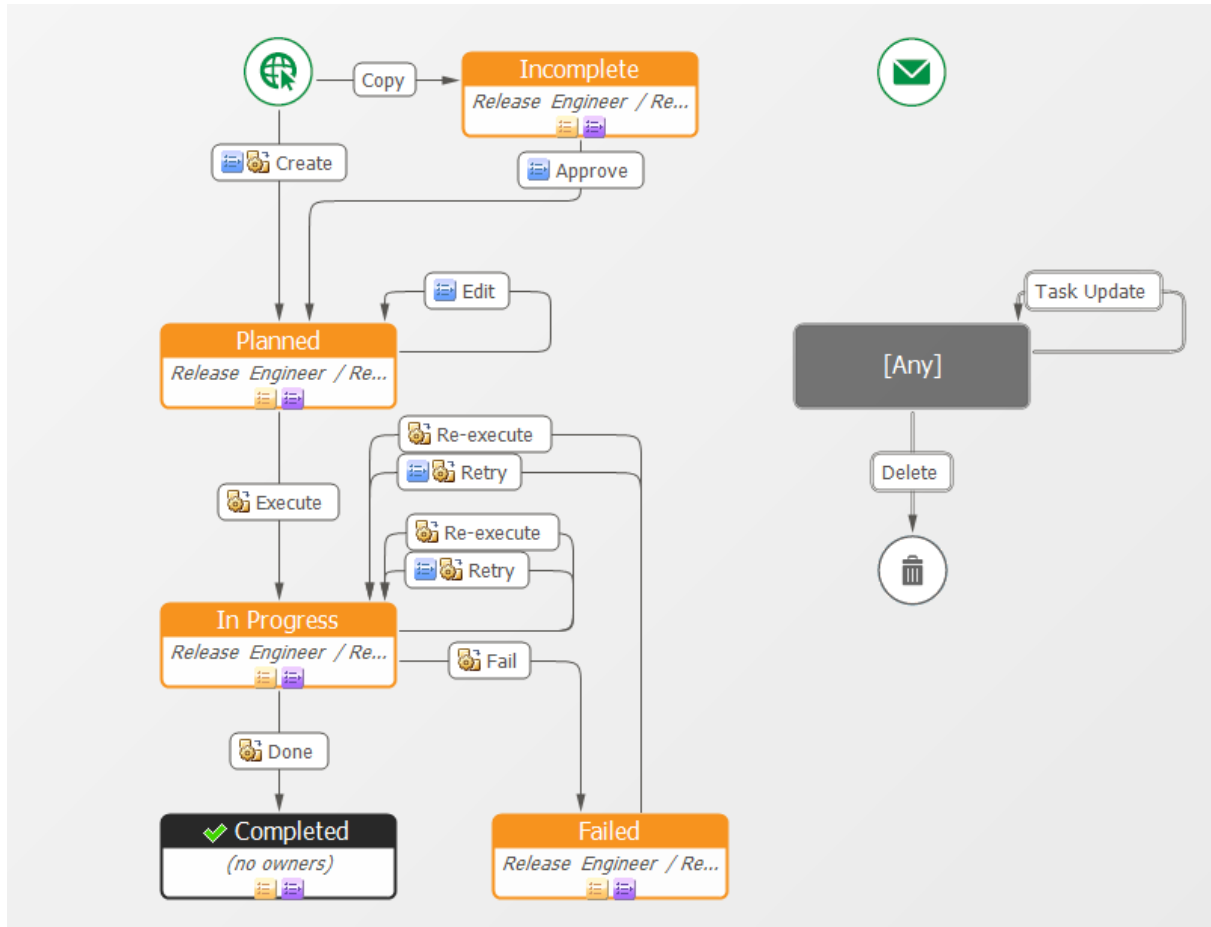 Copy
Incomplete
Release Engineer / Re...
Create
Approve
Edit
Task Update
Planned
Release Engineer / Re...
[Any]
Re-execute
Retry
Delete
Execute
Re-execute
Retry
In Progress
Release Engineer / Re...
Fail
Done
Completed
(no owners)
Failed
Release Engineer / Re...